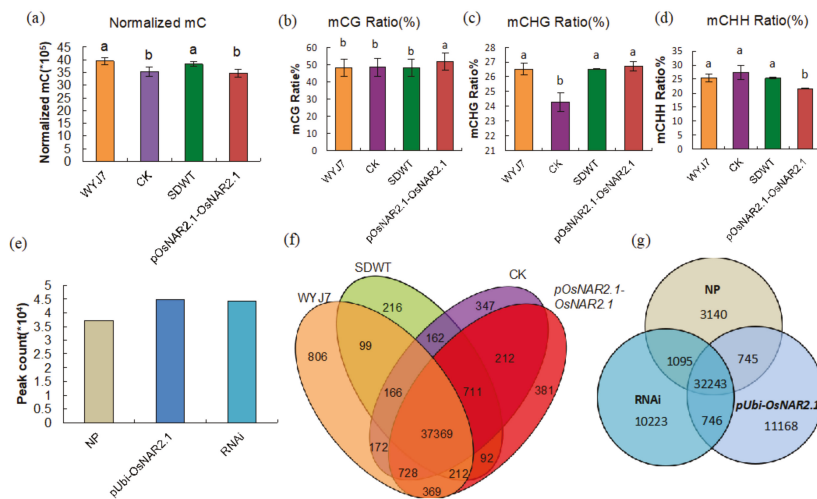 (a)
Normalized mC
Normalized mC(*10⁵)
45
40
35
30
25
20
15
10
5
0
a
b
a
b
WYJ7
CK
SDWT
pOsNAR2.1-OsNAR2.1
(b)
mCG Ratio(%)
mCG Ratie%
60
50
40
30
20
10
0
b
b
b
a
WYJ7
CK
SDWT
pOsNAR2.1-OsNAR2.1
(c)
mCHG Ratio(%)
mCHG Ratio%
28
27
26
25
24
23
22
21
a
b
a
a
WYJ7
CK
SDWT
pOsNAR2.1-OsNAR2.1
(d)
mCHH Ratio(%)
mCHH Ratio%
35
30
25
20
15
10
5
0
a
a
a
b
WYJ7
CK
SDWT
pOsNAR2.1-OsNAR2.1
(e)
Peak count(*10⁴)
5
4.5
4
3.5
3
2.5
2
1.5
1
0.5
0
NP
pUbi-OsNAR2.1
RNAi
(f)
SDWT
CK
WYJ7
pOsNAR2.1-
OsNAR2.1
216
347
806
99
162
212
381
166
711
37369
172
92
728
212
369
(g)
NP
3140
1095
745
32243
RNAi
pUbi-OsNAR2.1
10223
746
11168